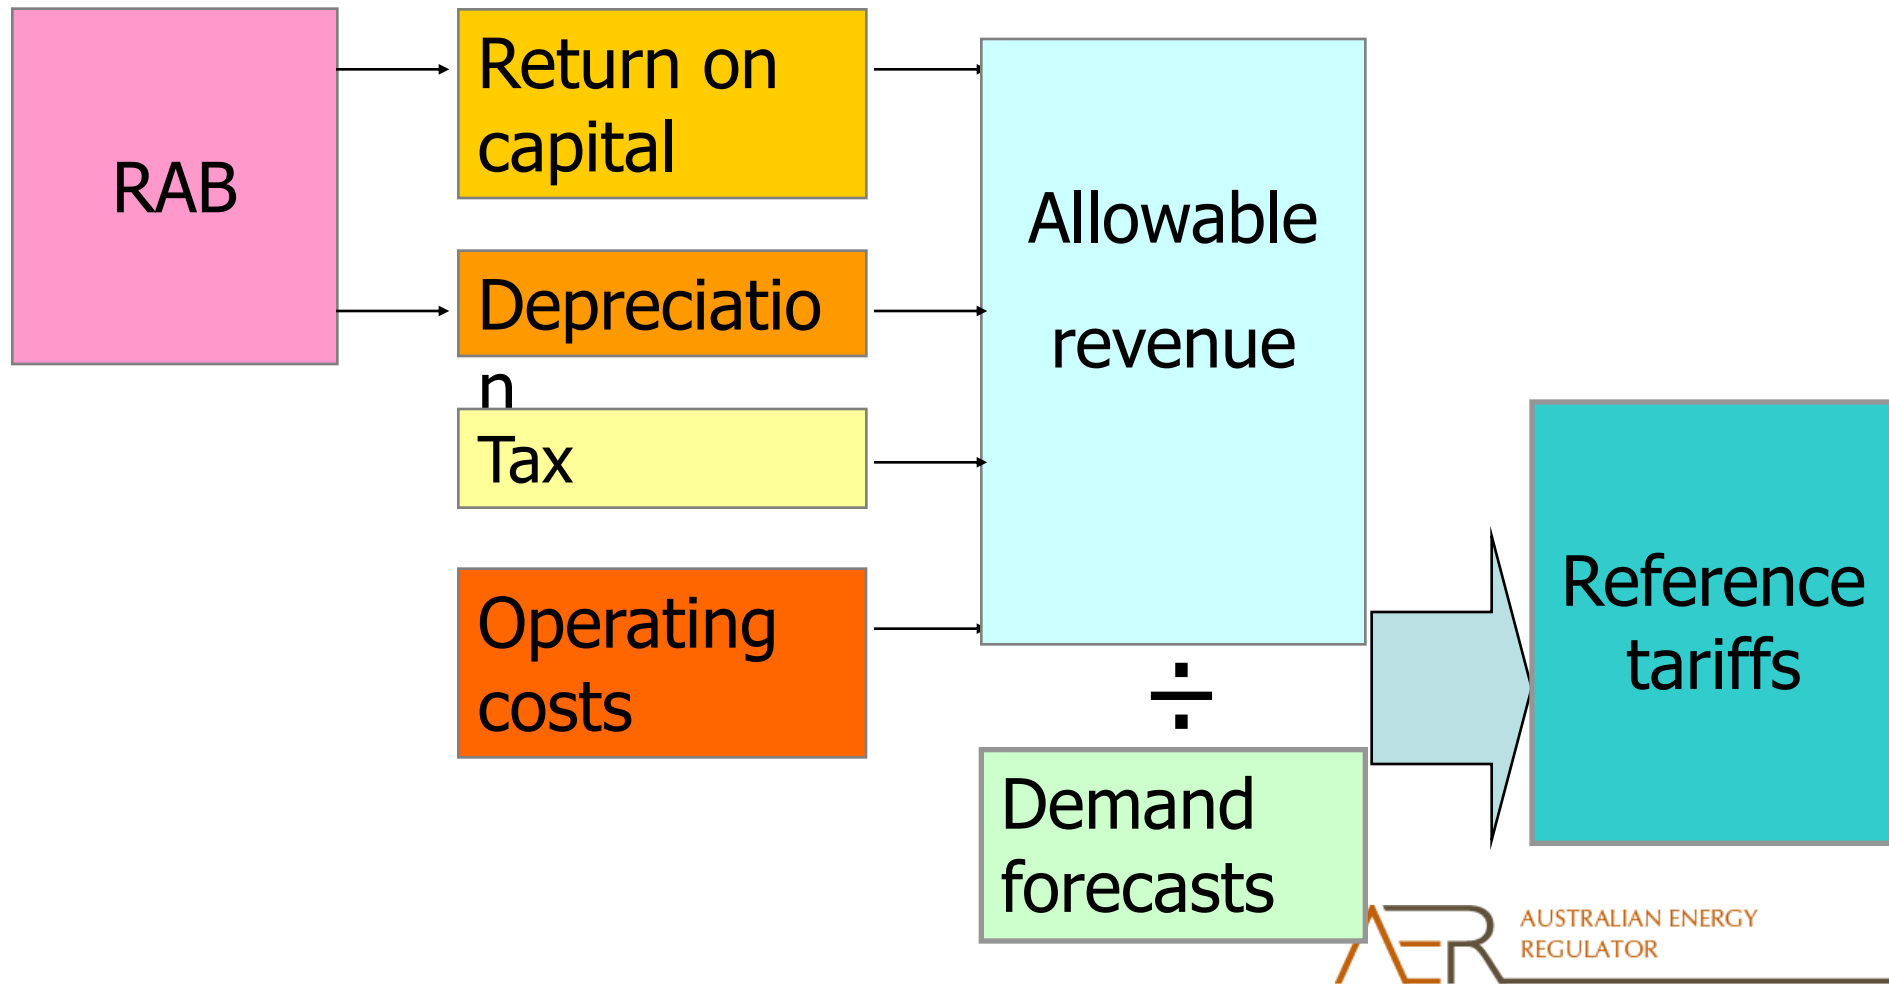 RAB
Return on
capital
Depreciatio
n
Tax
Operating
costs
Allowable
revenue
÷
Demand
forecasts
Reference
tariffs
AER
AUSTRALIAN ENERGY
REGULATOR